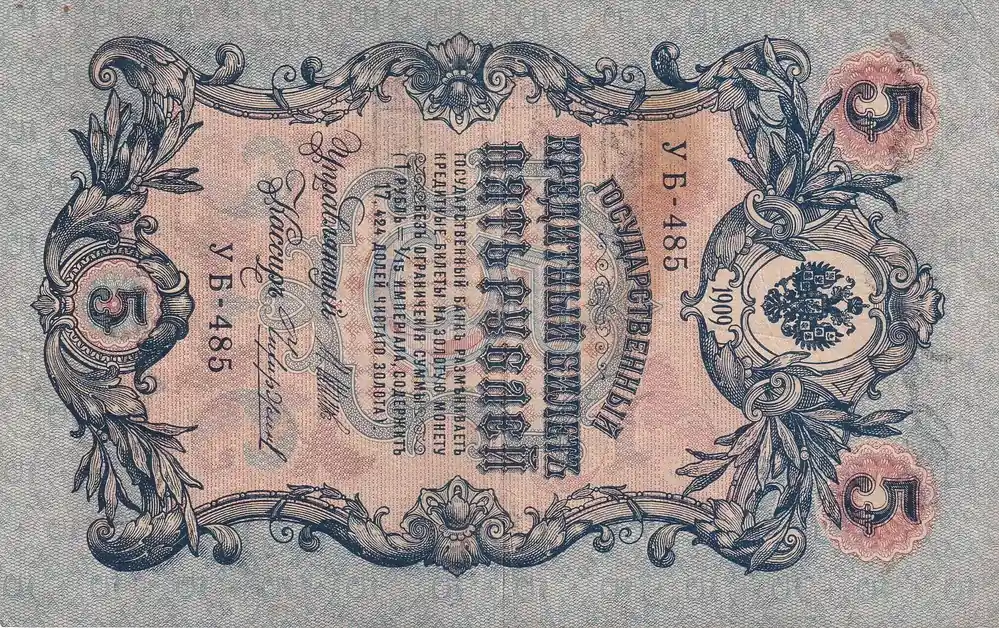 5 5
1909
УБ-485
ГОСУДАРСТВЕННЫЙ
КРЕДИТНЫЙ БИЛЕТЪ
ПЯТЬ РУБЛЕЙ
ГОСУДАРСТВЕННЫЙ БАНКЪ РАЗМѢНИВАЕТЪ
КРЕДИТНЫЕ БИЛЕТЫ НА ЗОЛОТУЮ МОНЕТУ
БЕЗЪ ОГРАНИЧЕНІЯ СУММЫ
(1 РУБЛЬ = 1/15 ИМПЕРІАЛА, СОДЕРЖИТЪ
17,424 ДОЛЕЙ ЧИСТАГО ЗОЛОТА)
Управляющій
Кассиръ
УБ-485
5